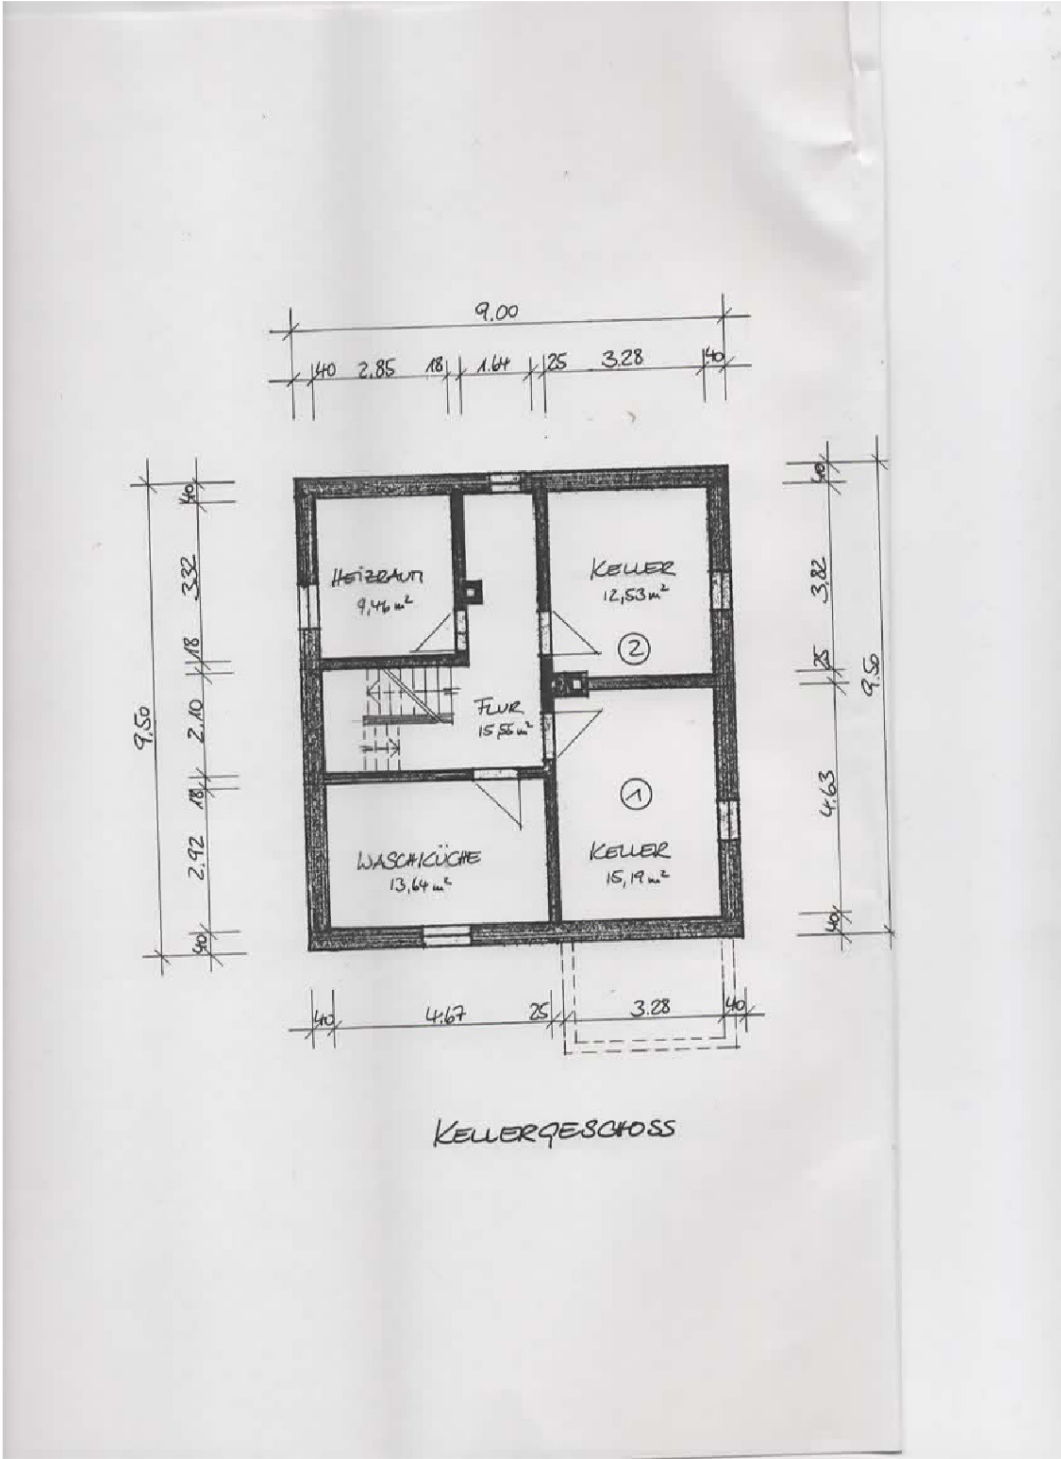 9.00
40 2.85 18 1.64 25 3.28 40
40
3.32
18
2.10
18
2.92
40
9.50
40
3.82
25
4.63
40
9.50
HEIZRAUM
9,46 m²
KELLER
12,53 m²
2
FLUR
15,55 m²
1
KELLER
15,19 m²
WASCHKÜCHE
13,64 m²
40 4.67 25 3.28 40
KELLERGESCHOSS